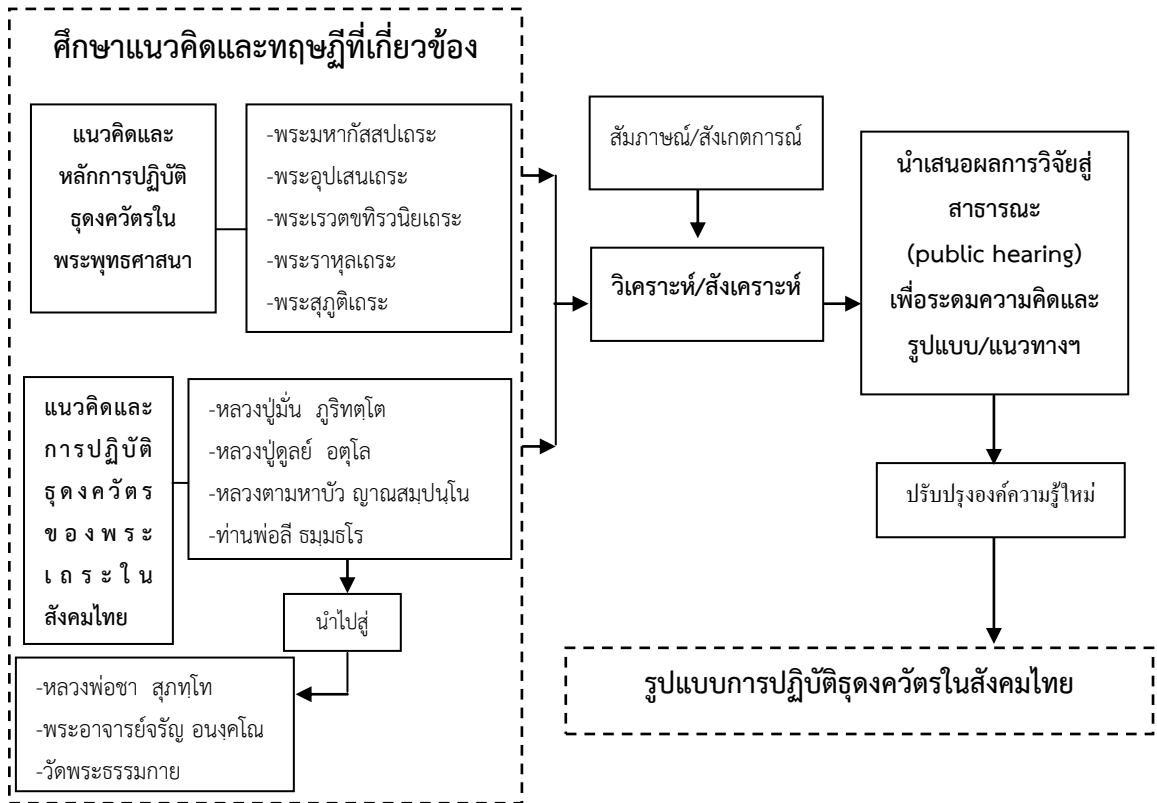 ศึกษาแนวคิดและทฤษฏีที่เกี่ยวข้อง
แนวคิดและ
หลักการปฏิบัติ
ธุดงควัตรใน
พระพุทธศาสนา
-พระมหากัสสปเถระ
-พระอุปเสนเถระ
-พระเรวตขทิรวนิยเถระ
-พระราหุลเถระ
-พระสุภูติเถระ
แนวคิดและ
การปฏิบัติ
ธุดงควัตร
ของพระ
เถระใน
สังคมไทย
-หลวงปู่มั่น ภูริทตฺโต
-หลวงปู่ดูลย์ อตุโล
-หลวงตามหาบัว ญาณสมฺปนฺโน
-ท่านพ่อลี ธมฺมธโร
นำไปสู่
-หลวงพ่อชา สุภทฺโท
-พระอาจารย์จรัญ อนงฺคโณ
-วัดพระธรรมกาย
สัมภาษณ์/สังเกตการณ์
วิเคราะห์/สังเคราะห์
นำเสนอผลการวิจัยสู่
สาธารณะ
(public hearing)
เพื่อระดมความคิดและ
รูปแบบ/แนวทางฯ
ปรับปรุงองค์ความรู้ใหม่
รูปแบบการปฏิบัติธุดงควัตรในสังคมไทย